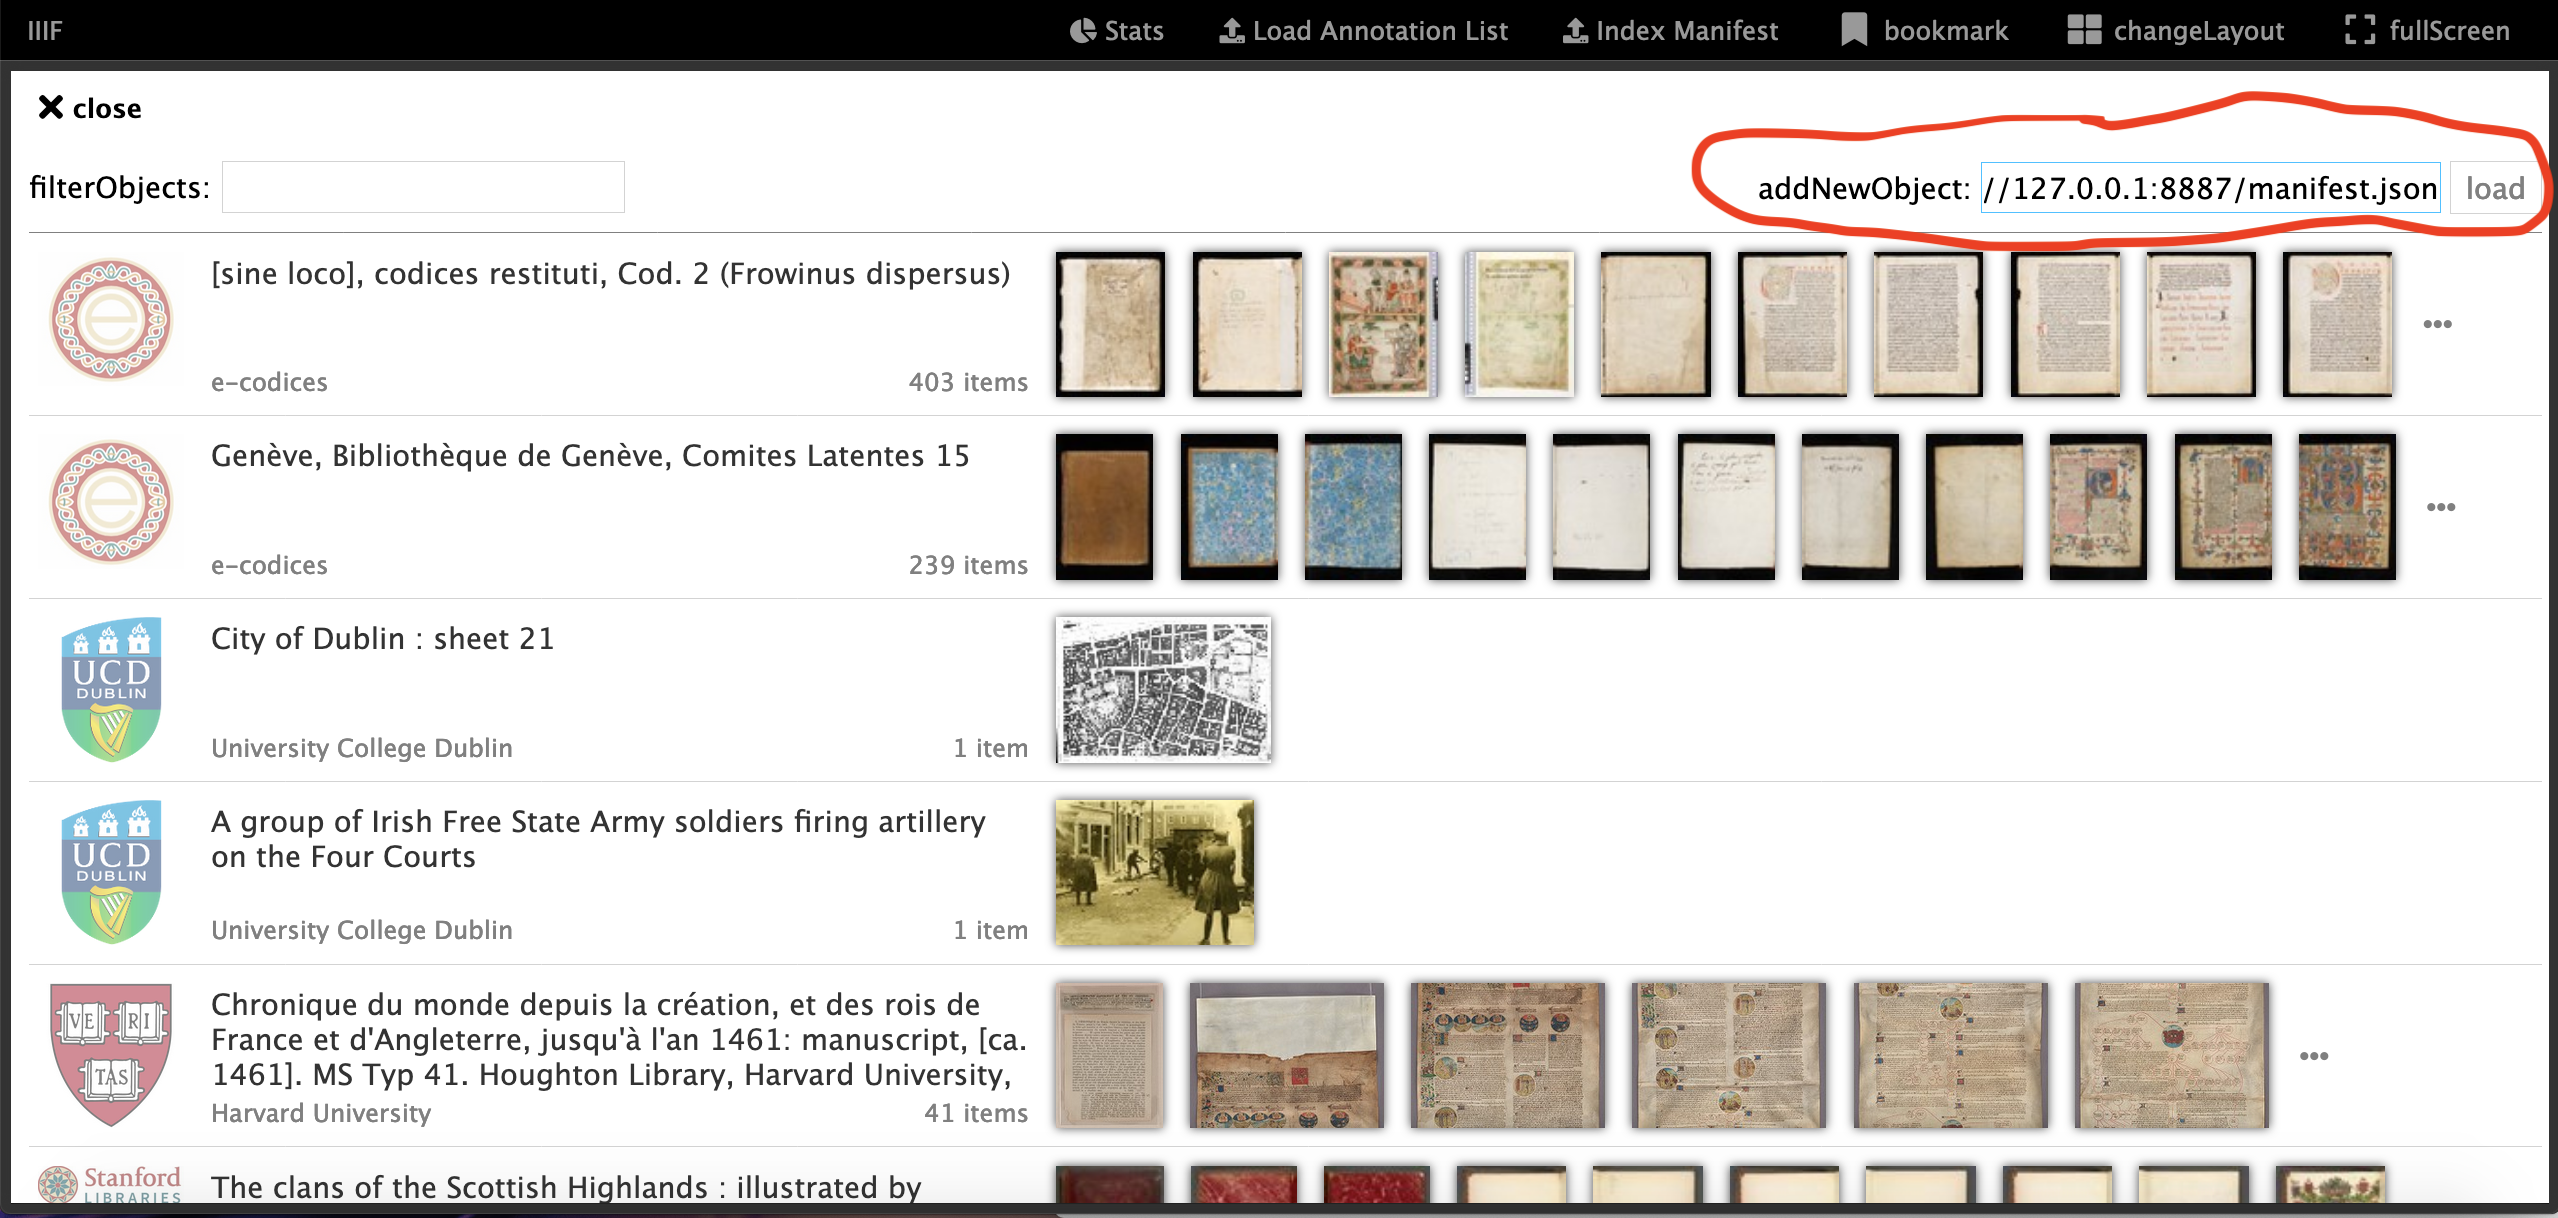 IIIF
Stats
Load Annotation List
Index Manifest
bookmark
changeLayout
fullScreen
close
filterObjects:
addNewObject: //127.0.0.1:8887/manifest.json load
[sine loco], codices restituti, Cod. 2 (Frowinus dispersus)
e-codices
403 items
Genève, Bibliothèque de Genève, Comites Latentes 15
e-codices
239 items
UCD
DUBLIN
City of Dublin : sheet 21
University College Dublin
1 item
UCD
DUBLIN
A group of Irish Free State Army soldiers firing artillery
on the Four Courts
University College Dublin
1 item
VE RI
TAS
Chronique du monde depuis la création, et des rois de
France et d'Angleterre, jusqu'à l'an 1461: manuscript, [ca.
1461]. MS Typ 41. Houghton Library, Harvard University,
Harvard University
41 items
Stanford
LIBRARIES
The clans of the Scottish Highlands : illustrated by